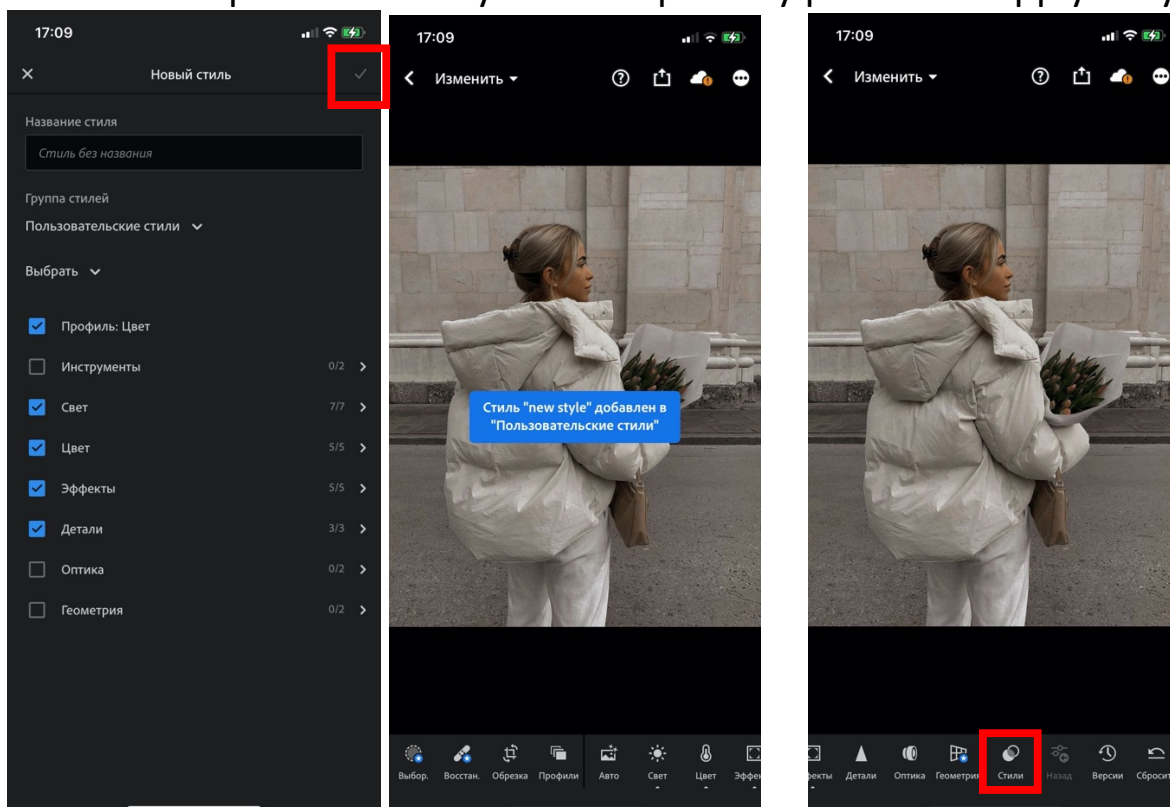 17:09
Новый стиль
Название стиля
Стиль без названия
Группа стилей
Пользовательские стили
Выбрать
Профиль: Цвет
Инструменты 0/2
Свет 7/7
Цвет 5/5
Эффекты 5/5
Детали 3/3
Оптика 0/2
Геометрия 0/2
17:09
Изменить
Стиль "new style" добавлен в
"Пользовательские стили"
Выбор. Восстан. Обрезка Профили Авто Свет Цвет Эффек
17:09
Изменить
фекты Детали Оптика Геометрия Стили Назад Версии Сбросит